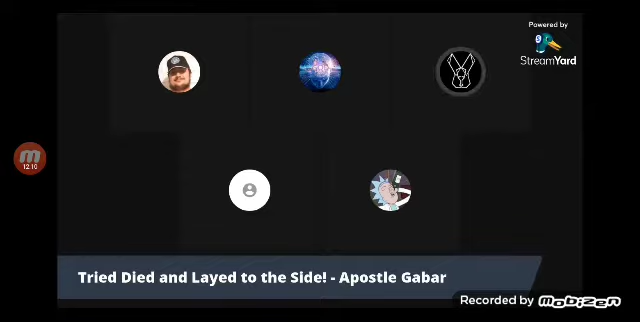 Powered by
StreamYard
12:10
Tried Died and Layed to the Side! - Apostle Gabar
Recorded by mobizen